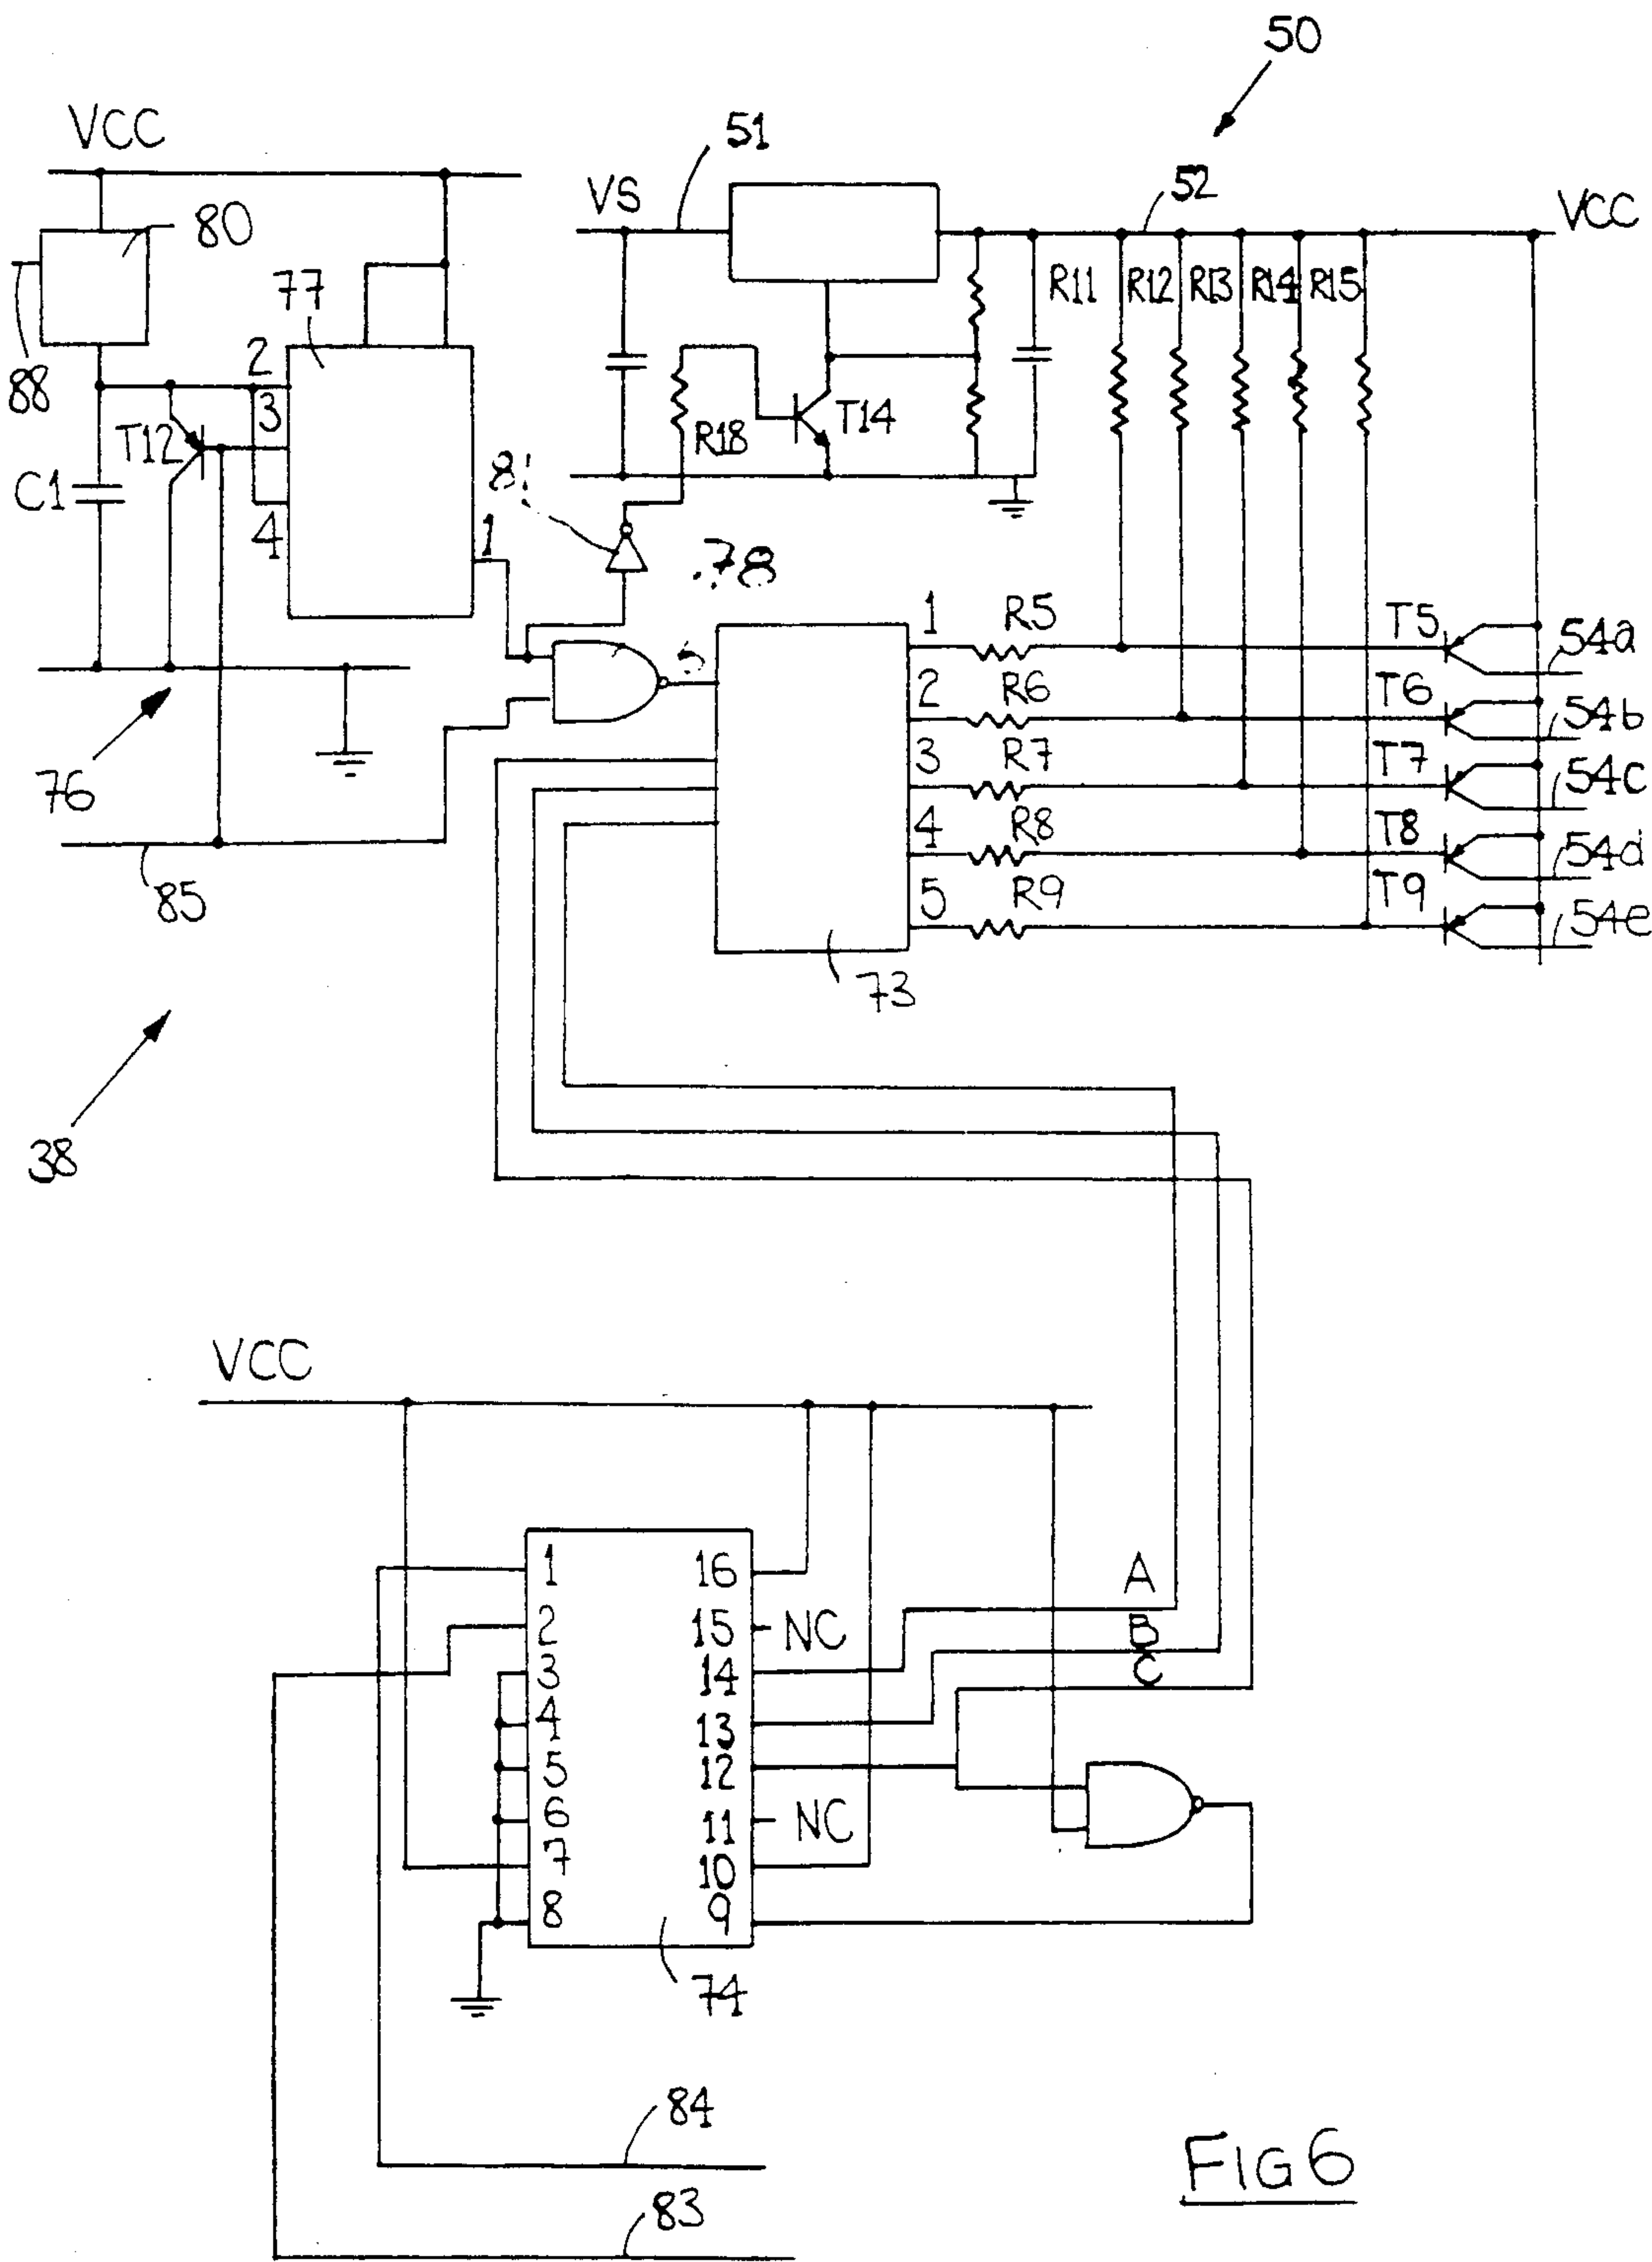 50
VCC
51
VS
52
VCC
80
77
R11 R12 R13 R14 R15
88
2
3
T12
R18
T14
C1
4
1
78
1
R5
T5
54a
2
R6
T6
54b
76
3
R7
T7
54c
4
R8
T8
54d
85
5
R9
T9
54e
73
38
VCC
1
16
A
2
15
NC
B
3
14
C
4
13
5
12
6
11
NC
7
10
8
9
74
84
83
FIG 6